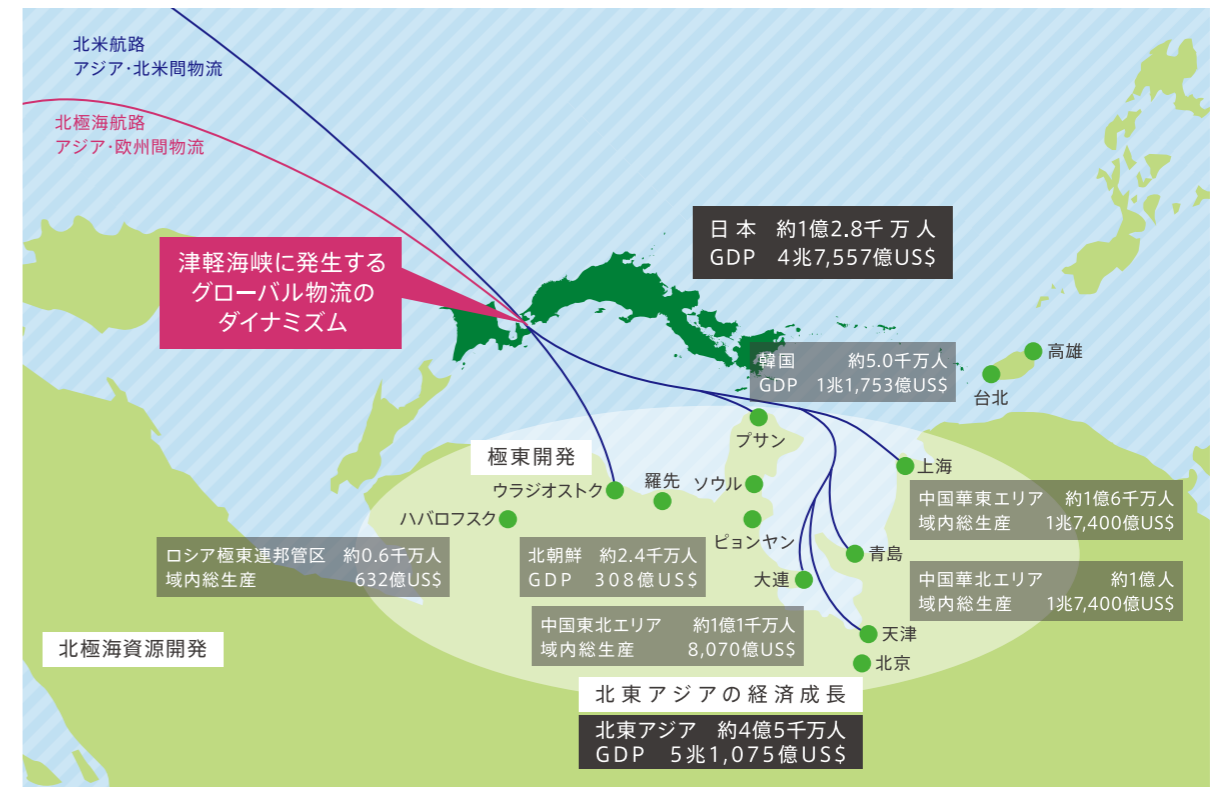 北米航路
アジア・北米間物流
北極海航路
アジア・欧州間物流
津軽海峡に発生する
グローバル物流の
ダイナミズム
日本 約1億2.8千万人
GDP 4兆7,557億US$
韓国 約5.0千万人
GDP 1兆1,753億US$
高雄
台北
プサン
上海
極東開発
ウラジオストク
羅先
ソウル
ハバロフスク
ピョンヤン
中国華東エリア 約1億6千万人
域内総生産 1兆7,400億US$
ロシア極東連邦管区 約0.6千万人
域内総生産 632億US$
北朝鮮 約2.4千万人
GDP 308億US$
大連
青島
中国華北エリア 約1億人
域内総生産 1兆7,400億US$
中国東北エリア 約1億1千万人
域内総生産 8,070億US$
天津
北京
北極海資源開発
北東アジアの経済成長
北東アジア 約4億5千万人
GDP 5兆1,075億US$